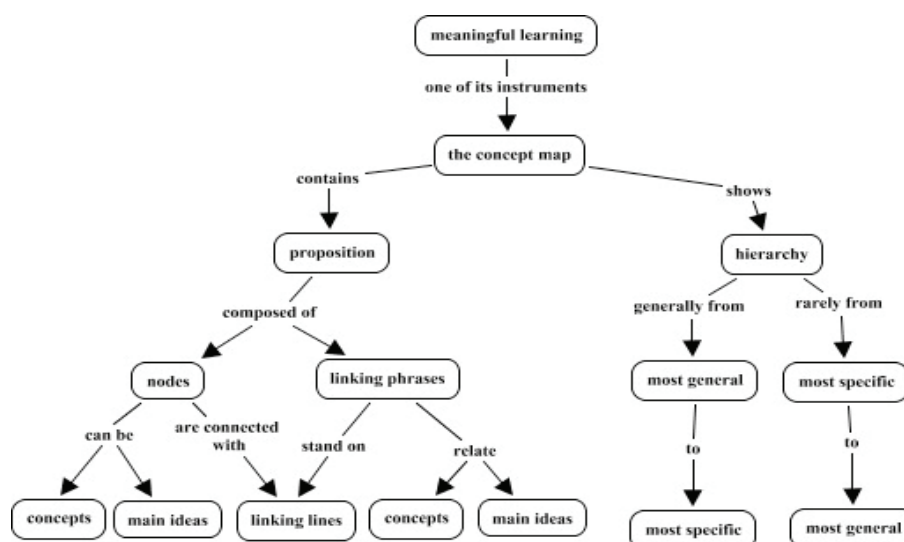 meaningful learning
one of its instruments
the concept map
contains
shows
proposition
hierarchy
composed of
generally from
rarely from
nodes
linking phrases
most general
most specific
can be
are connected
with
stand on
relate
to
to
concepts
main ideas
linking lines
concepts
main ideas
most specific
most general